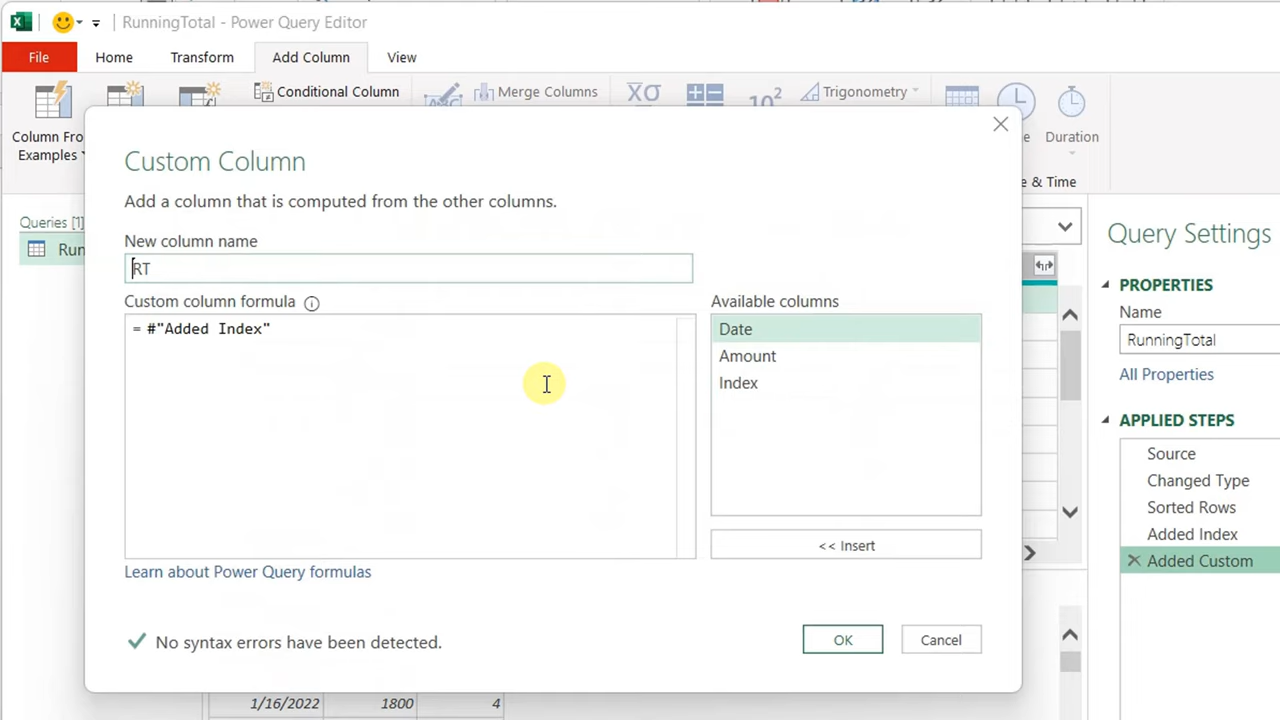 RunningTotal - Power Query Editor
File Home Transform Add Column View
Conditional Column Merge Columns Χσ 10² Trigonometry
Column Fro
Examples
Duration
e & Time
Custom Column
Add a column that is computed from the other columns.
New column name
RT
Custom column formula
= #"Added Index"
Available columns
Date
Amount
Index
<< Insert
Learn about Power Query formulas
No syntax errors have been detected.
OK Cancel
Queries [1]
Run
Query Settings
PROPERTIES
Name
RunningTotal
All Properties
APPLIED STEPS
Source
Changed Type
Sorted Rows
Added Index
Added Custom
1/16/2022 1800 4